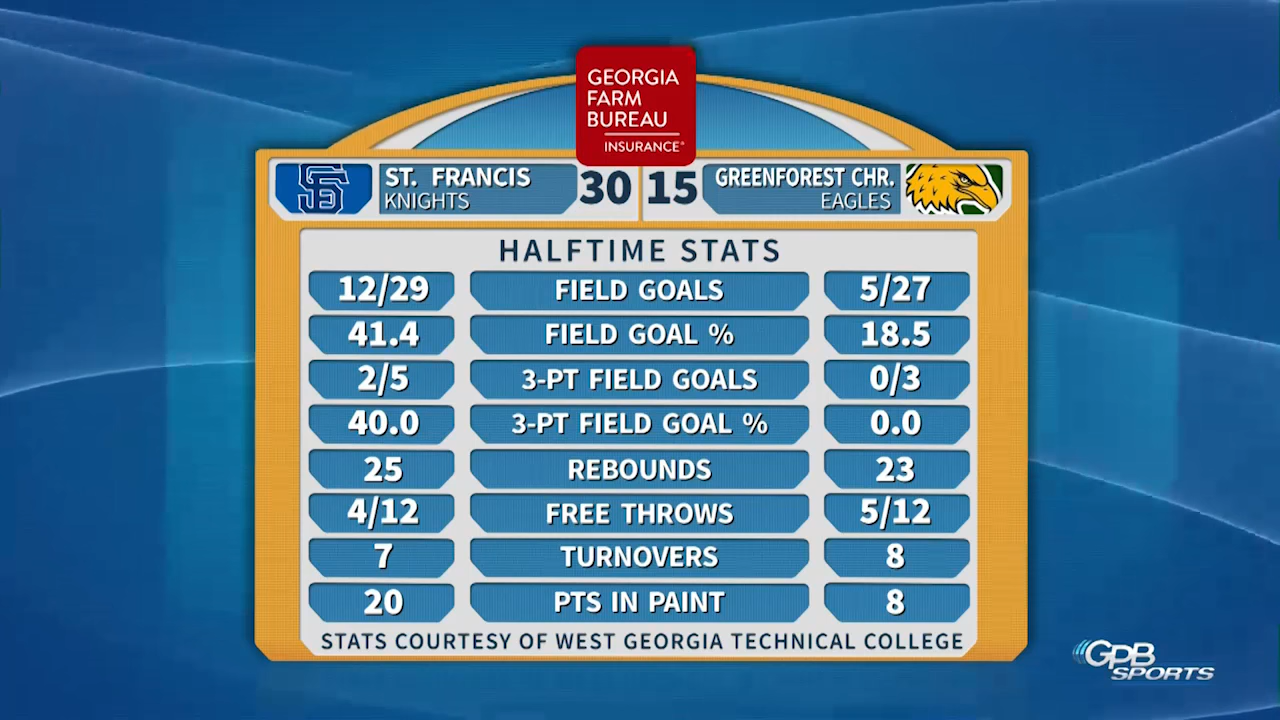 GEORGIA
FARM
BUREAU
INSURANCE®
SF
ST. FRANCIS
KNIGHTS
30
15
GREENFOREST CHR.
EAGLES
HALFTIME STATS
12/29 FIELD GOALS 5/27
41.4 FIELD GOAL % 18.5
2/5 3-PT FIELD GOALS 0/3
40.0 3-PT FIELD GOAL % 0.0
25 REBOUNDS 23
4/12 FREE THROWS 5/12
7 TURNOVERS 8
20 PTS IN PAINT 8
STATS COURTESY OF WEST GEORGIA TECHNICAL COLLEGE
GPB
SPORTS